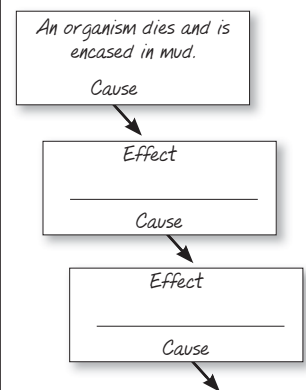 An organism dies and is
encased in mud.
Cause
Effect
Cause
Effect
Cause